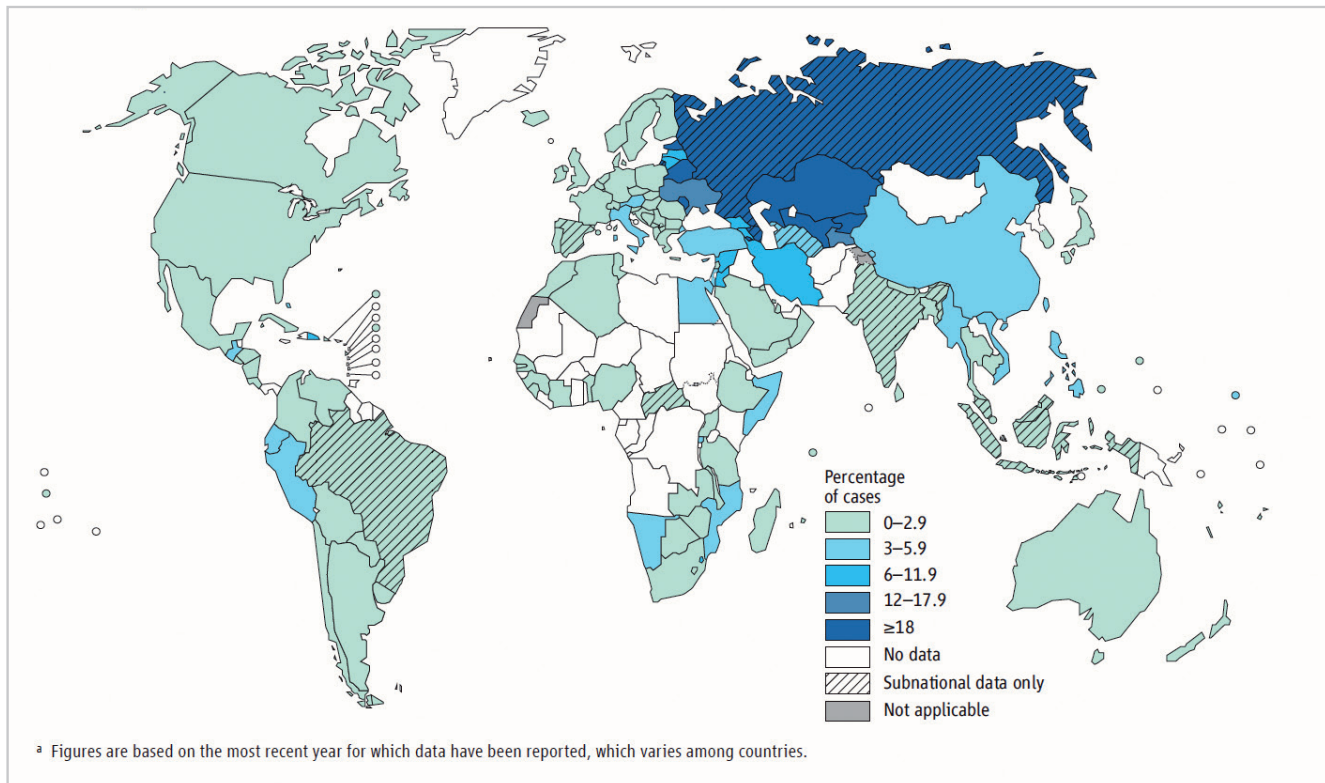 Percentage
of cases
0–2.9
3–5.9
6–11.9
12–17.9
≥18
No data
Subnational data only
Not applicable
a Figures are based on the most recent year for which data have been reported, which varies among countries.